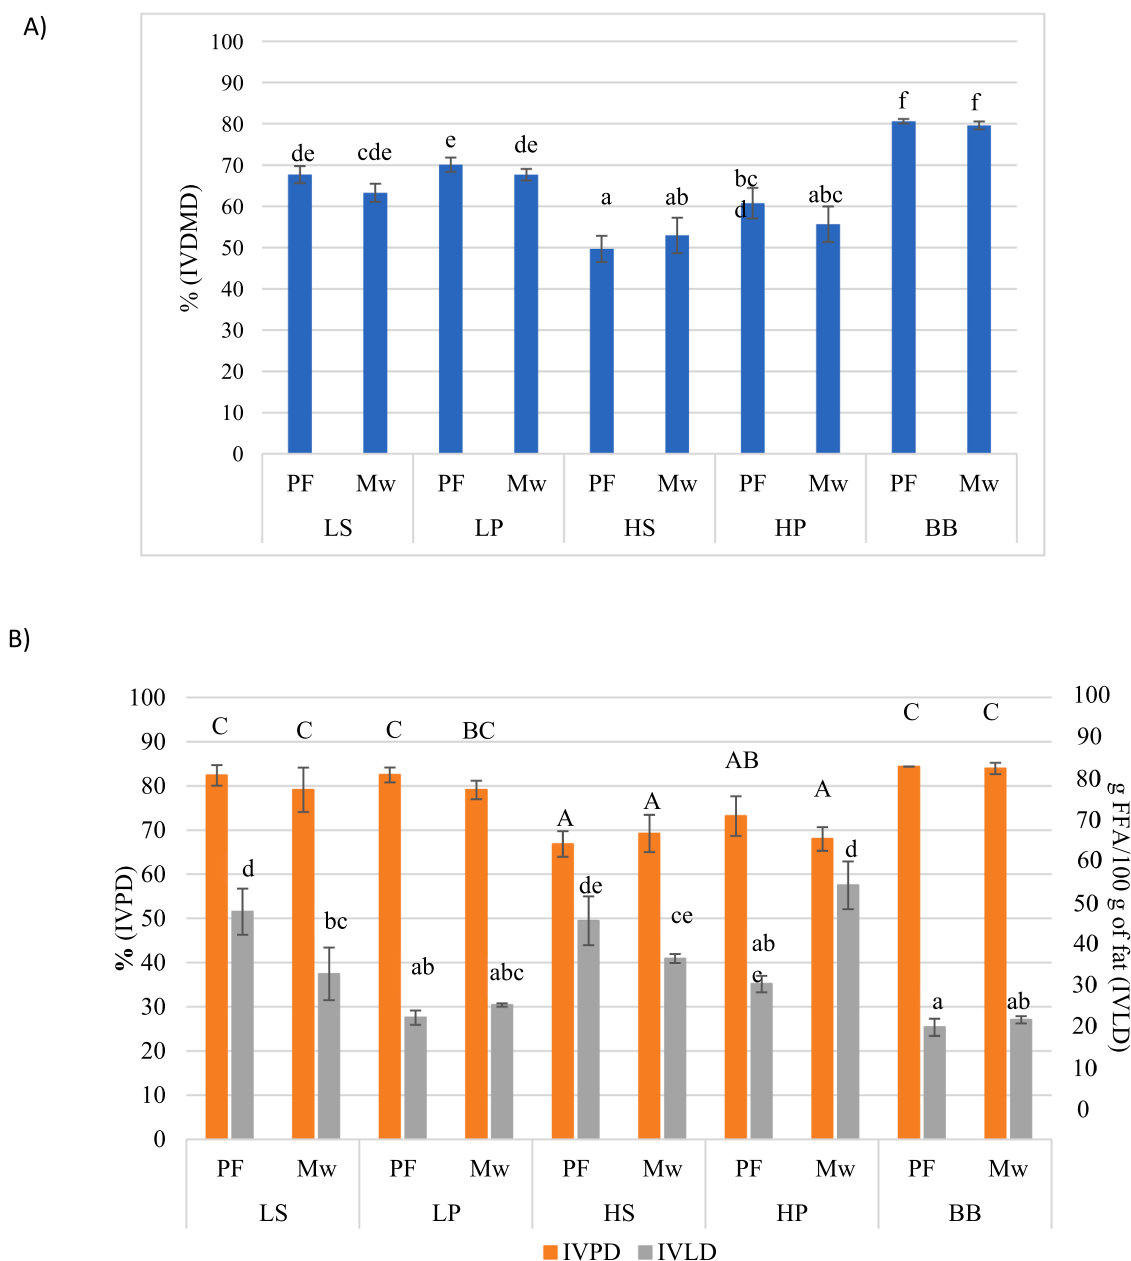 A)
100
90
80
70
60
50
40
30
20
10
0
% (IVDMD)
de
cde
e
de
a
ab
bc
d
abc
f
f
PF Mw PF Mw PF Mw PF Mw PF Mw
LS LP HS HP BB
B)
100
90
80
70
60
50
40
30
20
10
0
% (IVPD)
C C C BC A A AB A C C
d bc ab abc de ce ab
c
d a ab
100
90
80
70
60
50
40
30
20
10
0
g FFA/100 g of fat (IVLD)
PF Mw PF Mw PF Mw PF Mw PF Mw
LS LP HS HP BB
IVPD IVLD